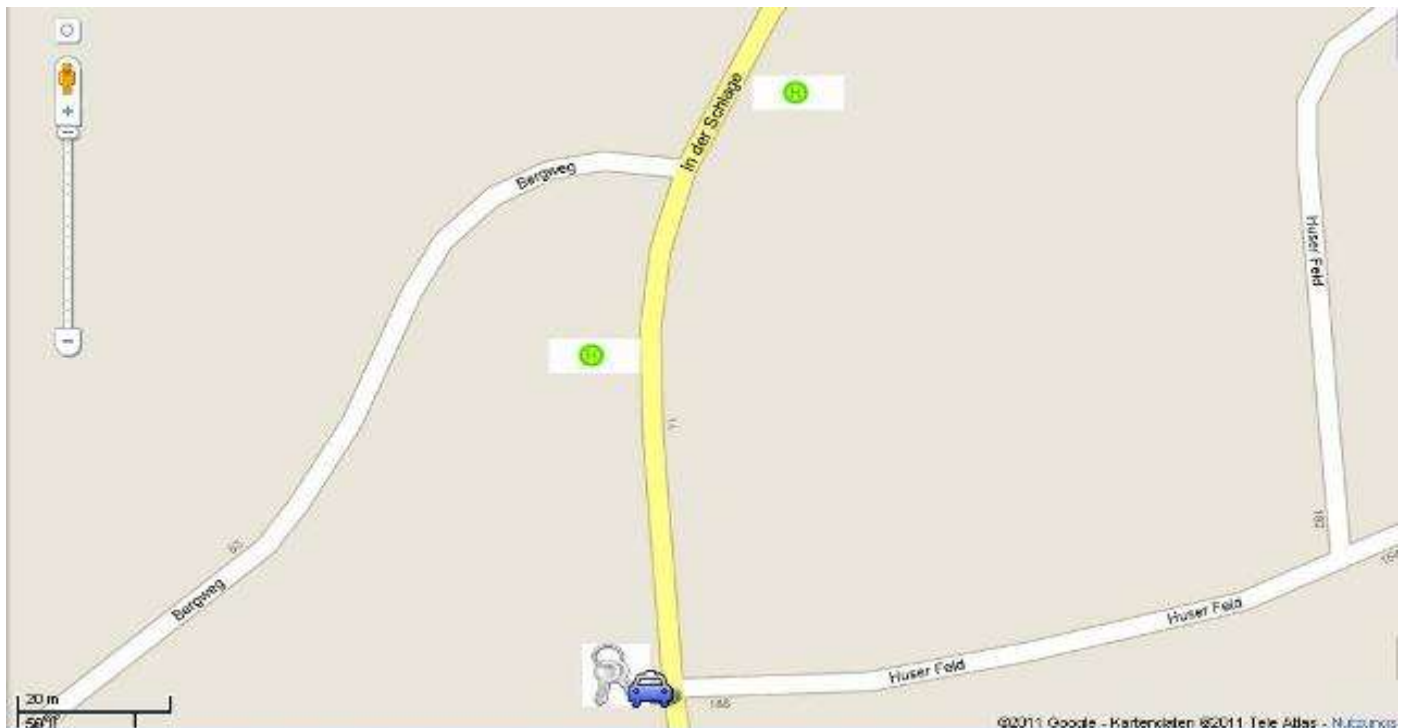 H
In der Schlage
Bergweg
Huser Feld
H
Bergweg
Huser Feld
Huser Feld
20 m
©2011 Google - Kartendaten ©2011 Tele Atlas - Nutzungs